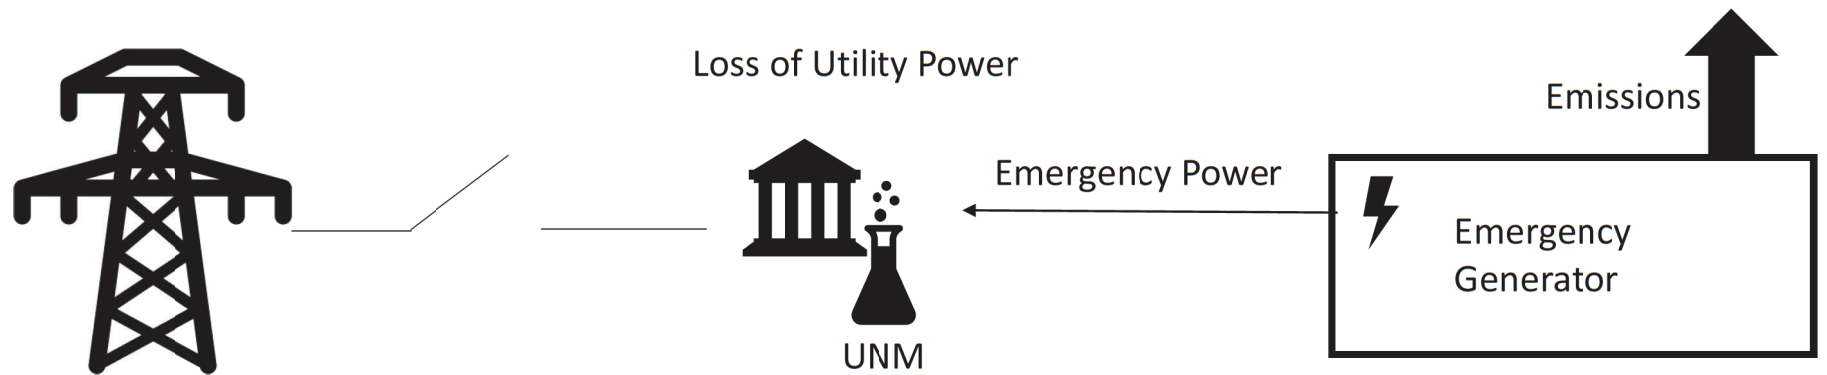 Loss of Utility Power
Emissions
Emergency Power
Emergency
Generator
UNM